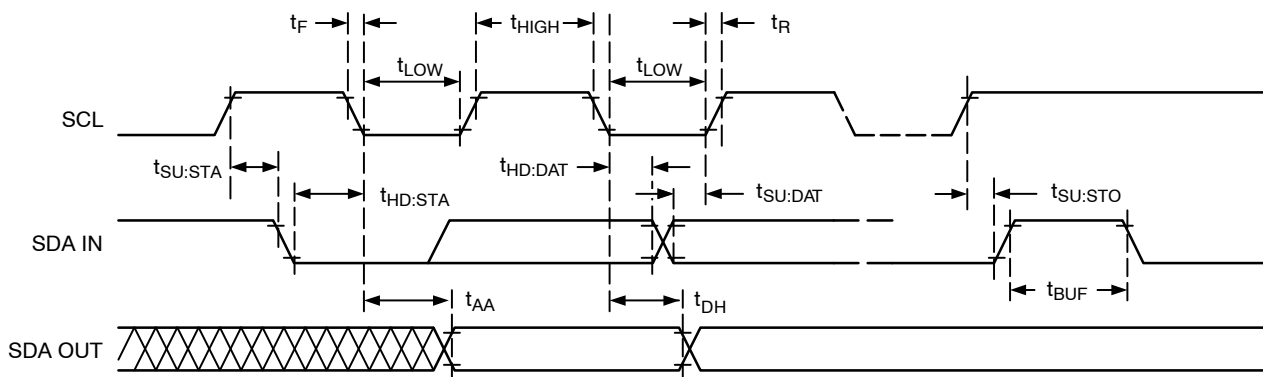 tF
tHIGH
tR
tLOW
tLOW
SCL
tSU:STA
tHD:STA
tHD:DAT
tSU:DAT
tSU:STO
SDA IN
tBUF
tAA
tDH
SDA OUT